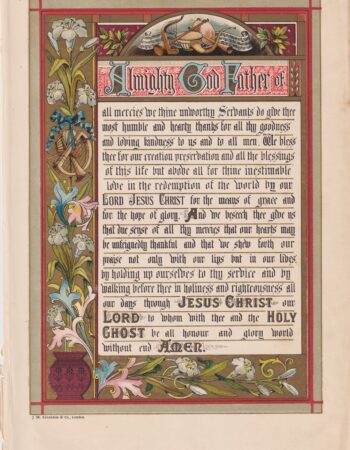 Almighty God Father of
all mercies we thine unworthy Servants do give thee
most humble and hearty thanks for all thy goodness
and loving kindness to us and to all men. We bless
thee for our creation preservation and all the blessings
of this life but above all for thine inestimable
love in the redemption of the world by our
LORD JESUS CHRIST for the means of grace and
for the hope of glory. And we beseech thee give us
that due sense of all thy mercies that our hearts may
be unfeignedly thankful and that we shew forth our
praise not only with our lips but in our lives
by holding up ourselves to thy service and by
walking before thee in holiness and righteousness all
our days through JESUS CHRIST our
LORD to whom with thee and the HOLY
GHOST be all honour and glory world
without end AMEN.
& Co., London.